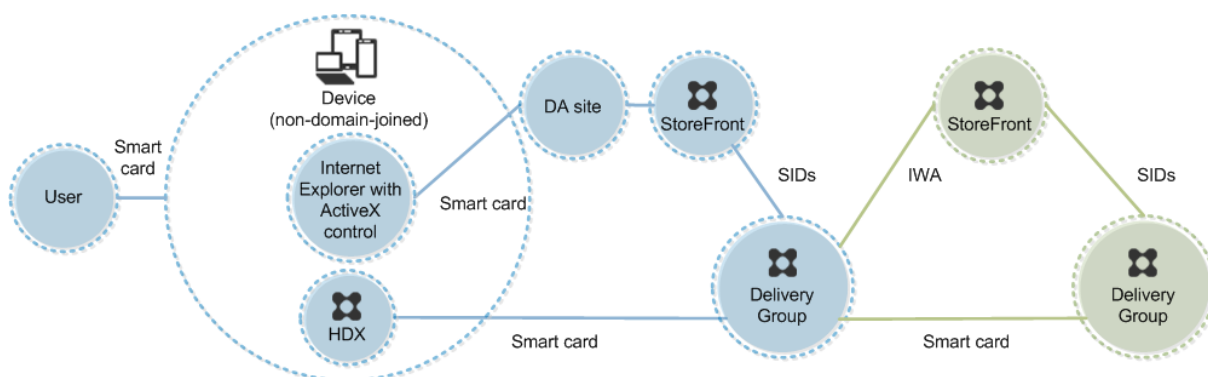 User
Smart
card
Device
(non-domain-joined)
Internet
Explorer with
ActiveX
control
HDX
Smart card
DA site
StoreFront
SIDs
Delivery
Group
Smart card
IWA
StoreFront
SIDs
Delivery
Group
Smart card